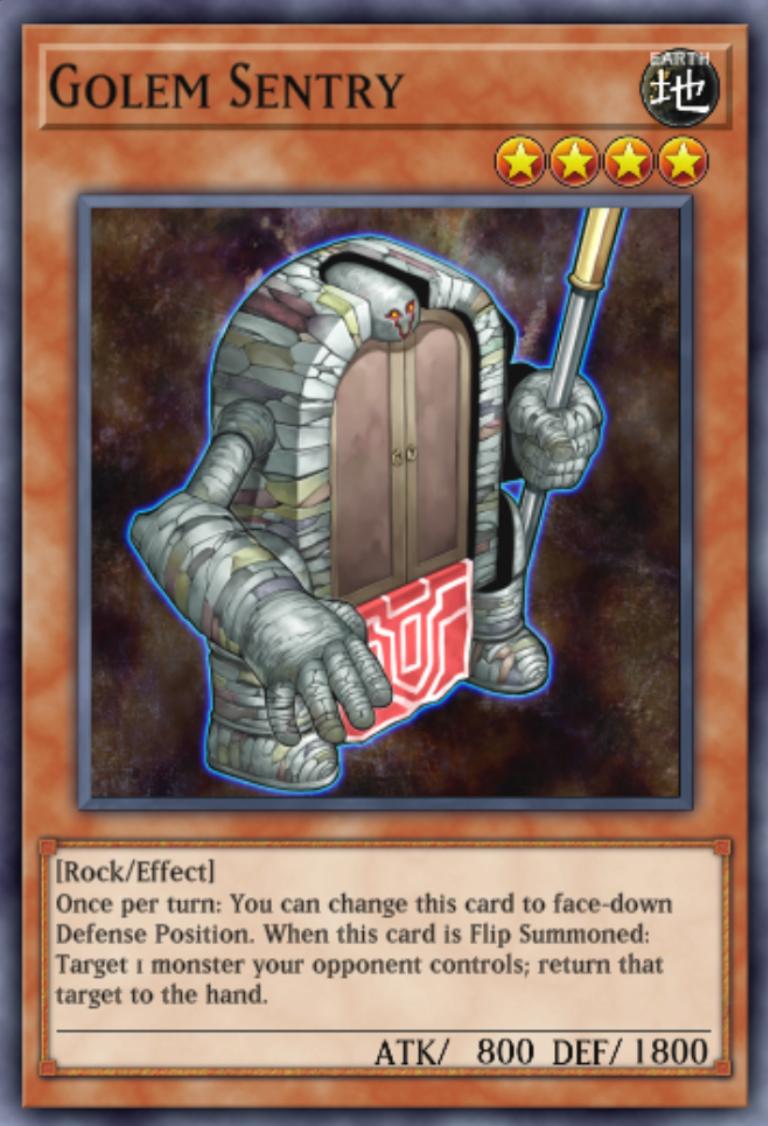 GOLEM SENTRY
EARTH
地
[Rock/Effect]
Once per turn: You can change this card to face-down
Defense Position. When this card is Flip Summoned:
Target 1 monster your opponent controls; return that
target to the hand.
ATK/ 800 DEF/ 1800